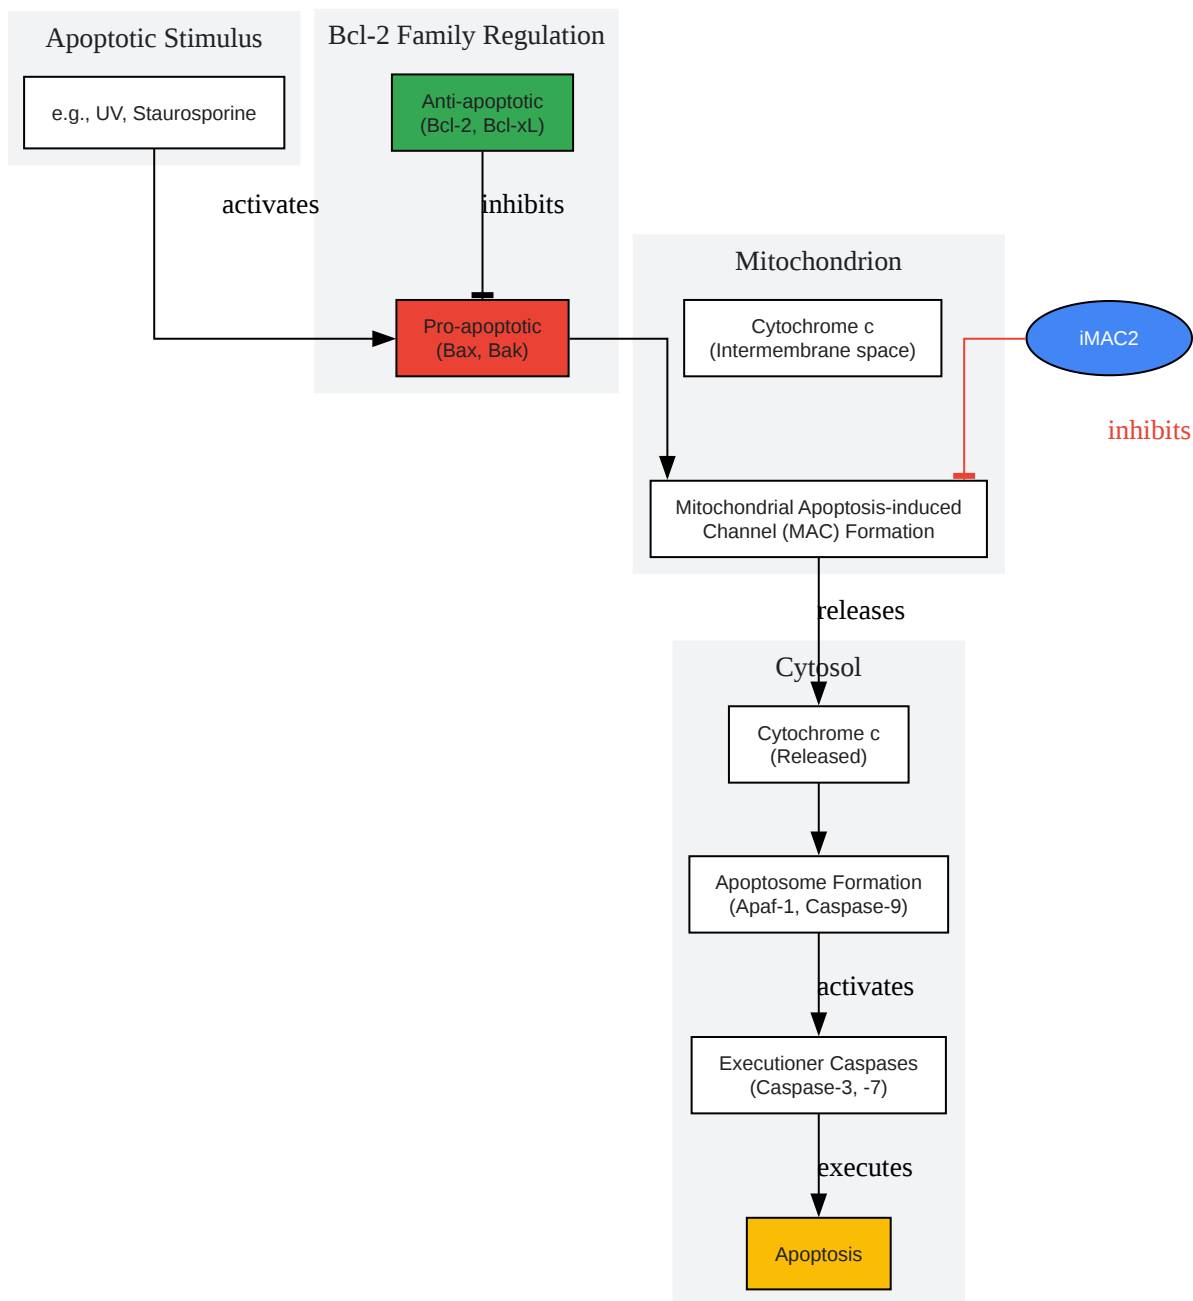 Apoptotic Stimulus
e.g., UV, Staurosporine
Bcl-2 Family Regulation
Anti-apoptotic
(Bcl-2, Bcl-xL)
activates
inhibits
Pro-apoptotic
(Bax, Bak)
Mitochondrion
Cytochrome c
(Intermembrane space)
iMAC2
inhibits
Mitochondrial Apoptosis-induced
Channel (MAC) Formation
releases
Cytosol
Cytochrome c
(Released)
Apoptosome Formation
(Apaf-1, Caspase-9)
activates
Executioner Caspases
(Caspase-3, -7)
executes
Apoptosis